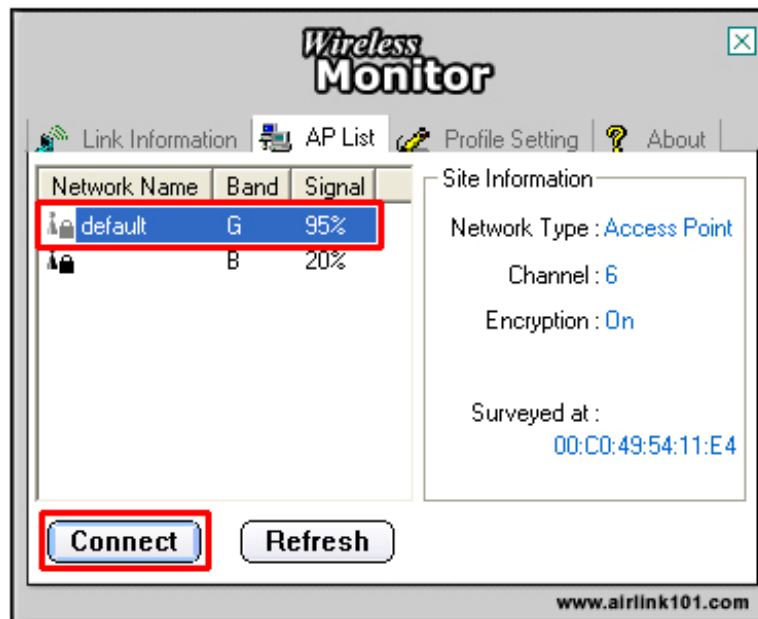 Wireless
Monitor
Link Information AP List Profile Setting ? About
Network Name Band Signal
default G 95%
B 20%
Site Information
Network Type : Access Point
Channel : 6
Encryption : On
Surveyed at :
00:C0:49:54:11:E4
Connect Refresh
www.airlink101.com